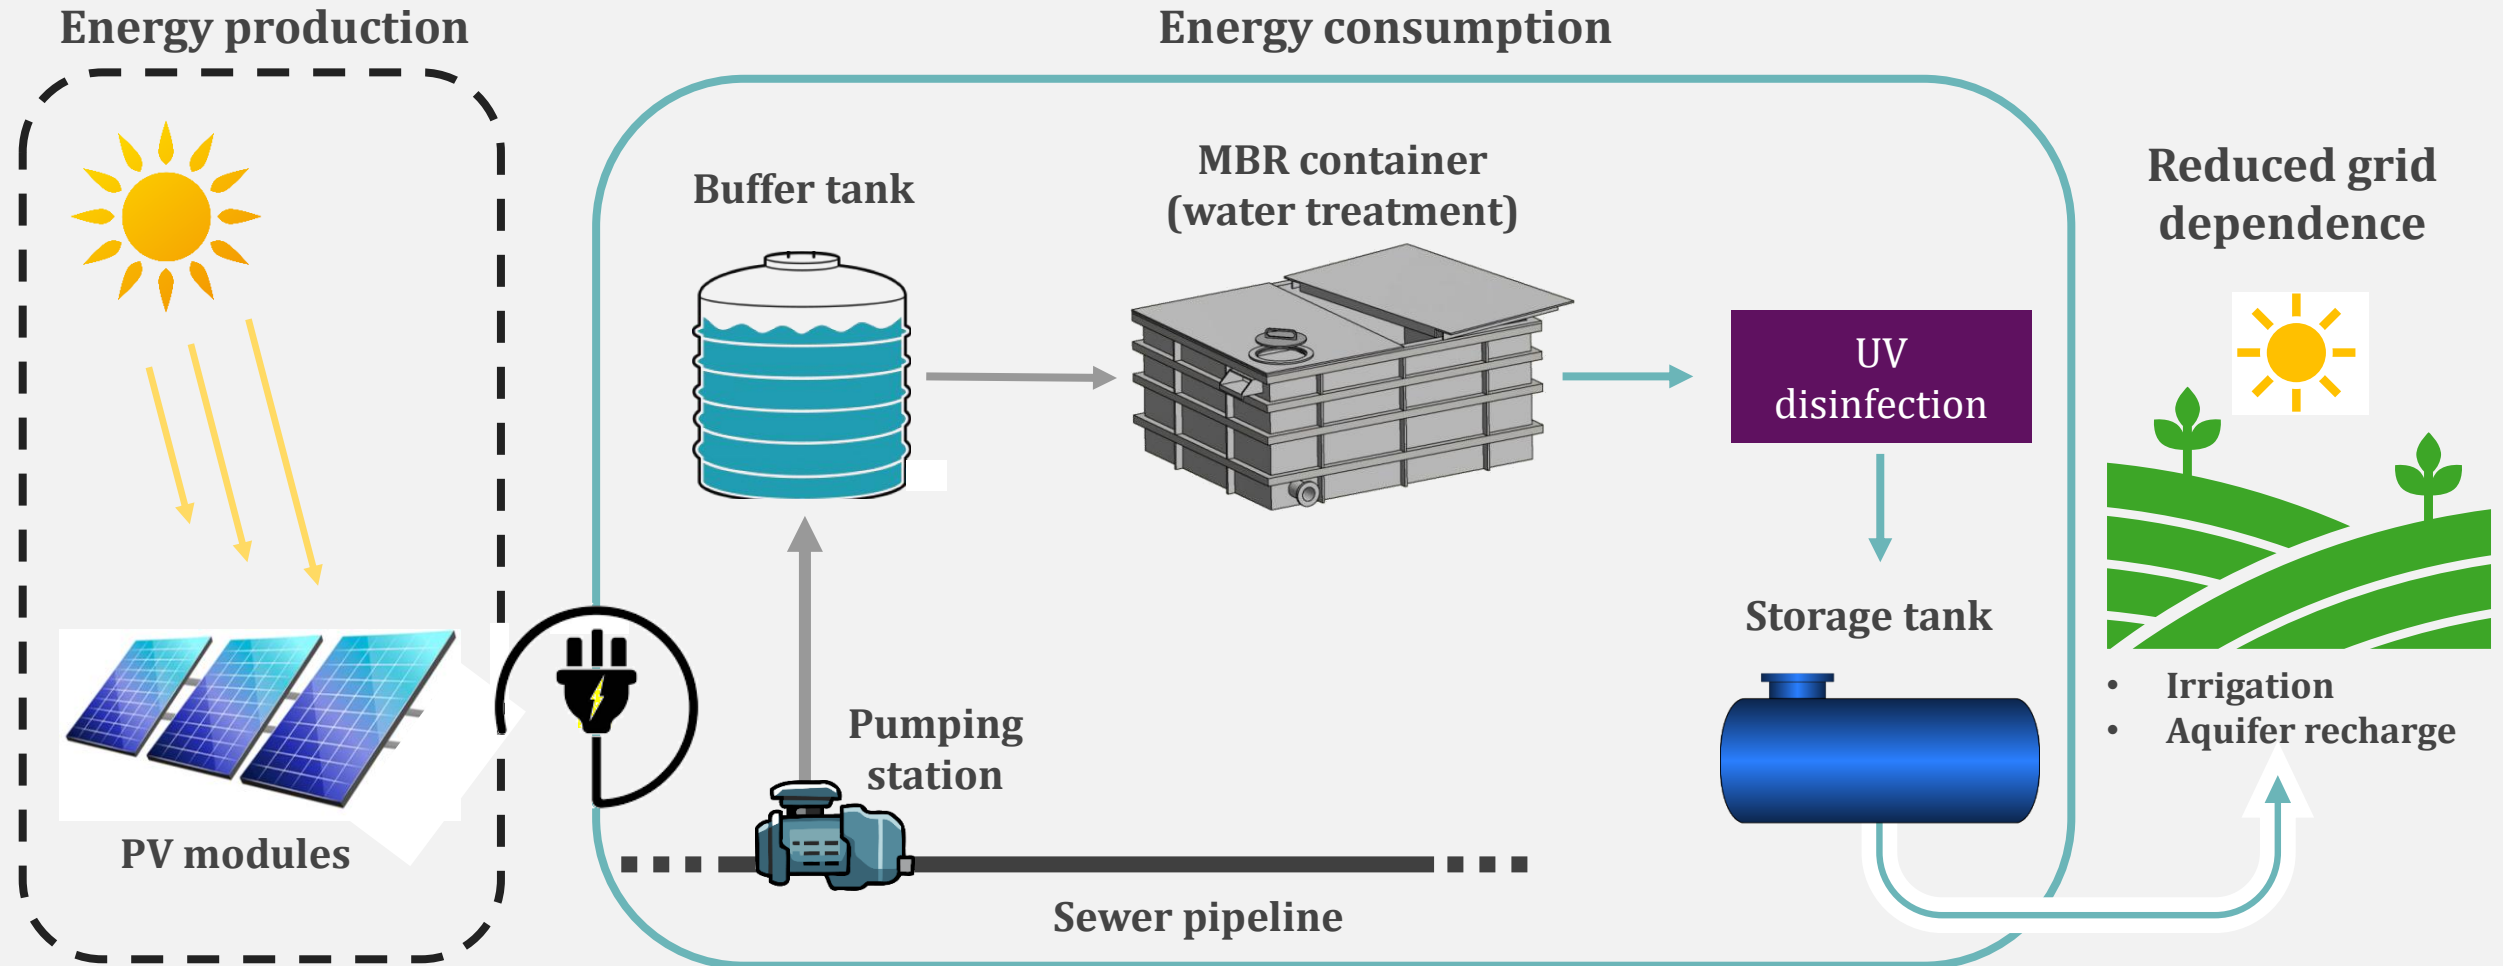 Energy production
Energy consumption
Buffer tank
MBR container
(water treatment)
Reduced grid
dependence
UV
disinfection
Storage tank
• Irrigation
• Aquifer recharge
Pumping
station
PV modules
Sewer pipeline